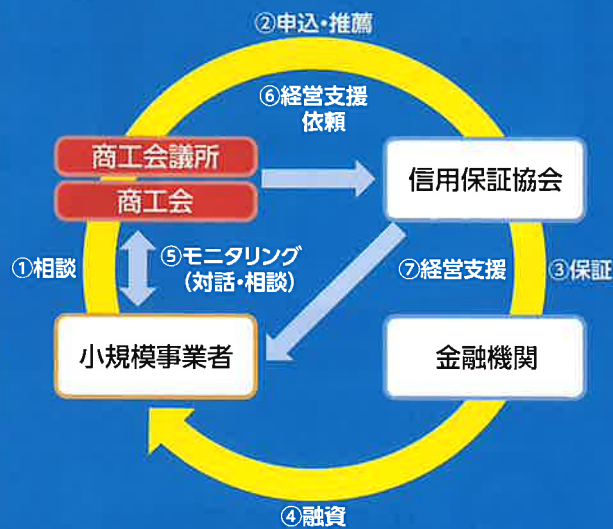 ②申込・推薦
⑥経営支援
依頼
商工会議所
商工会
信用保証協会
①相談
⑤モニタリング
(対話・相談)
⑦経営支援
③保証
小規模事業者
金融機関
④融資